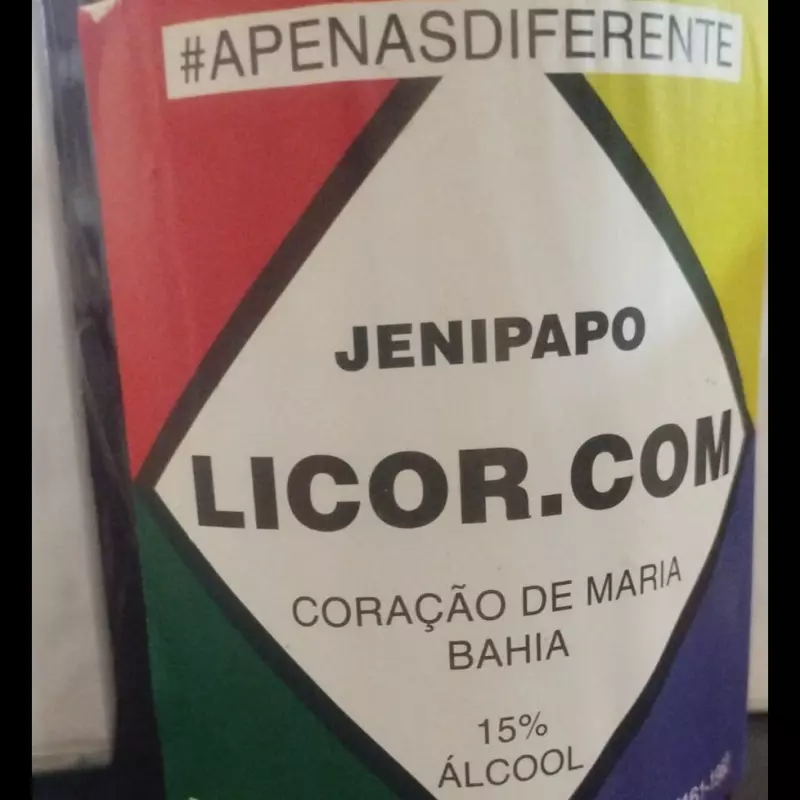 #APENASDIFERENTE
JENIPAPO
LICOR.COM
CORAÇÃO DE MARIA
BAHIA
15%
ÁLCOOL